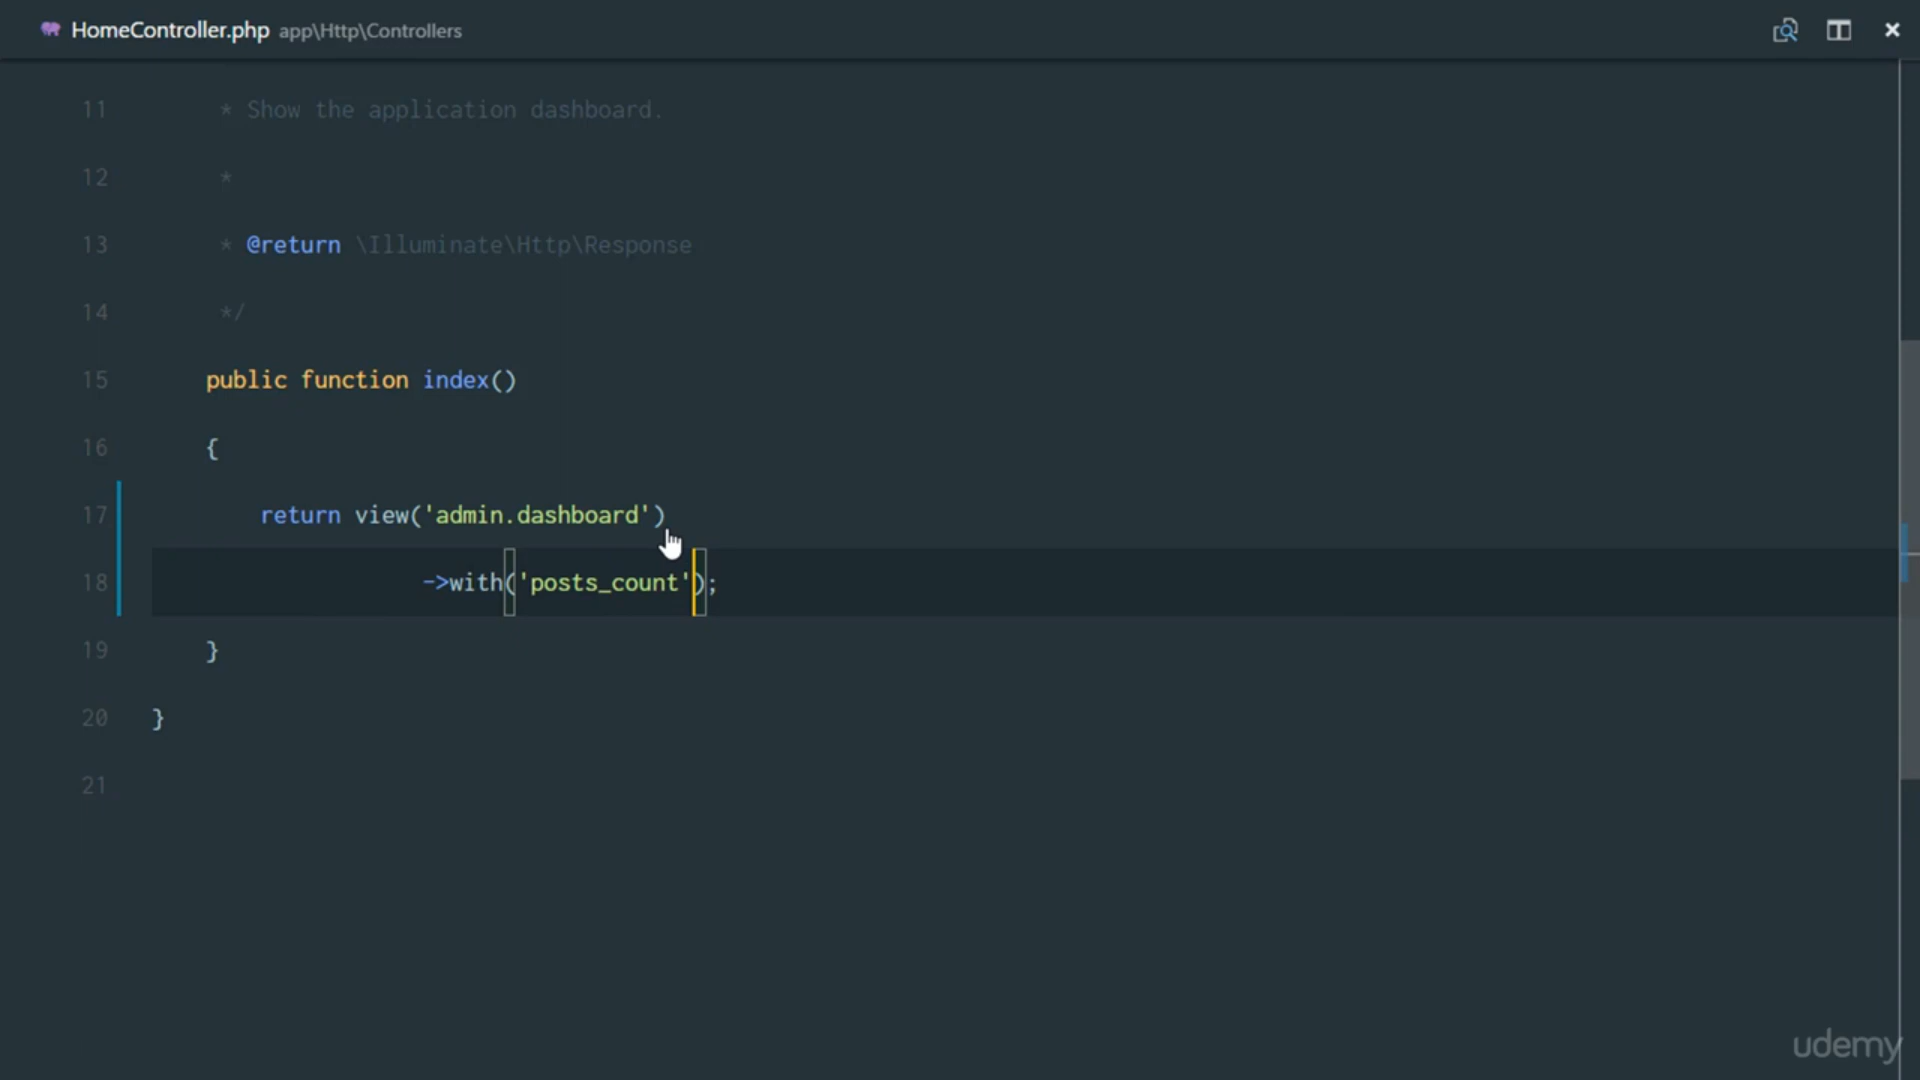 HomeController.php app\Http\Controllers
11 * Show the application dashboard.
12 *
13 * @return \Illuminate\Http\Response
14 */
15 public function index()
16 {
17 return view('admin.dashboard')
18 ->with('posts_count');
19 }
20 }
21
udemy